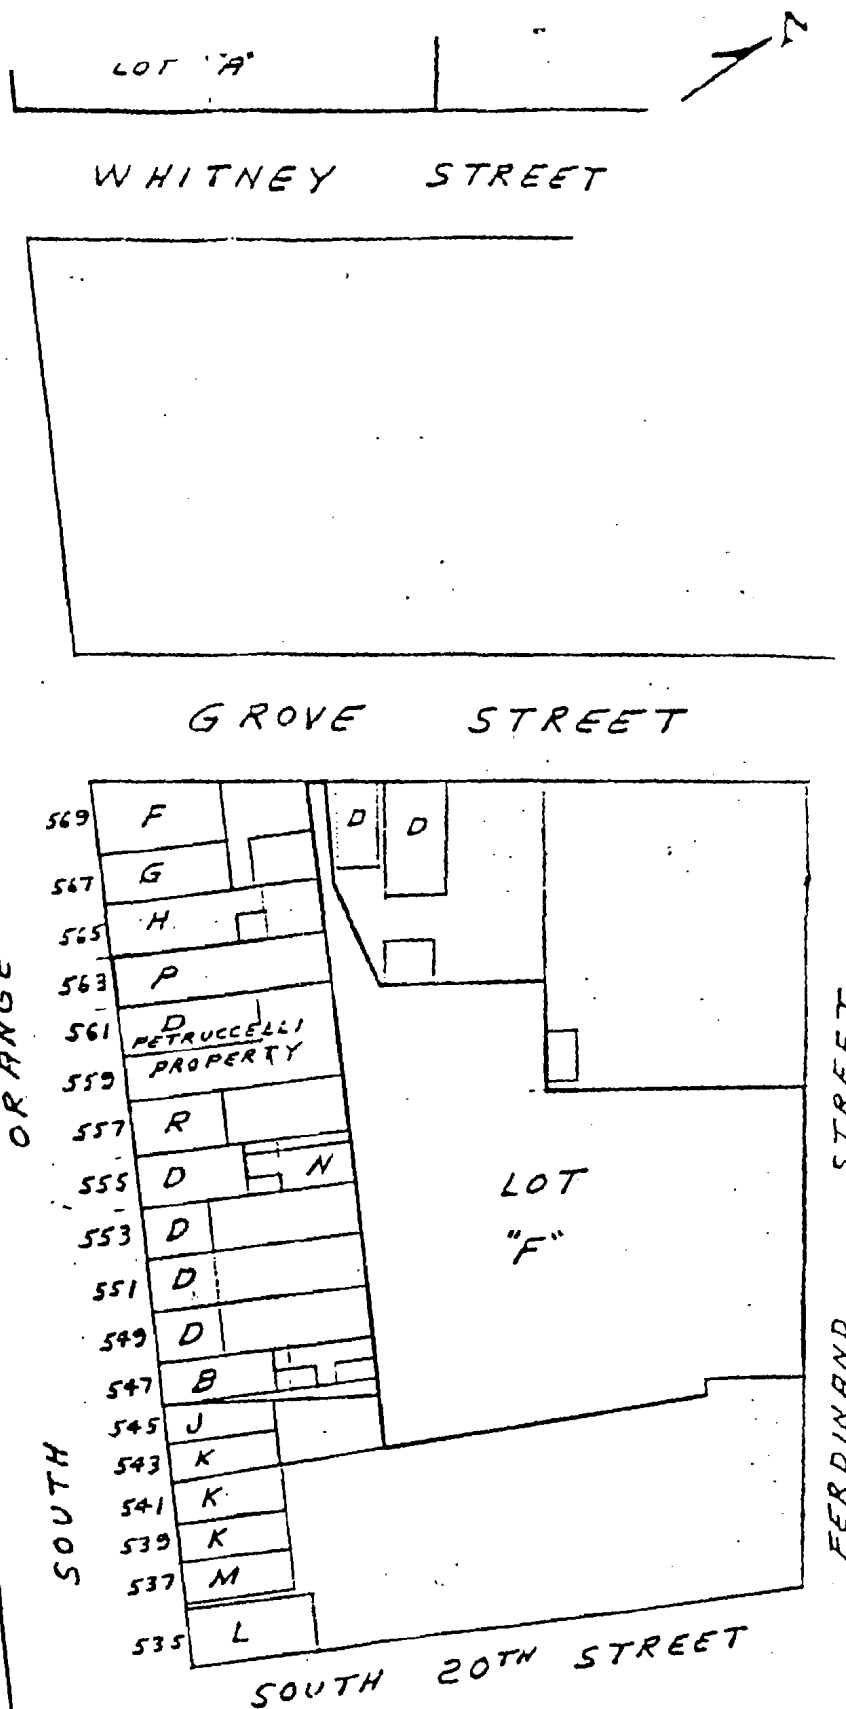 N
LOT "A"
WHITNEY STREET
GROVE STREET
569 F
D D
567 G
565 H
563 P
561 D
PETRUCCELLI
559 PROPERTY
557 R
555 D N
553 D
551 D
549 D
547 B
545 J
543 K
541 K
539 K
537 M
535 L
LOT
"F"
SOUTH ORANGE
FERDINAND STREET
SOUTH 20TH STREET